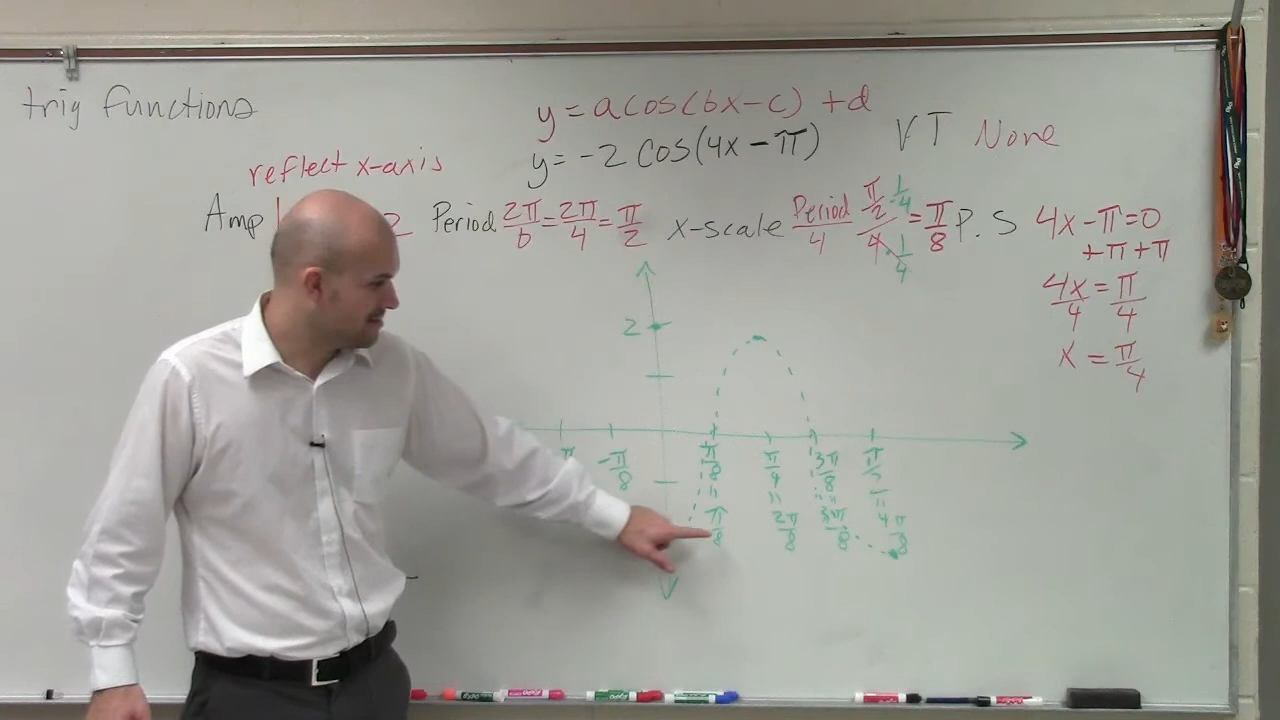 trig functions
y = a cos(bx - c) + d
y = -2 cos(4x - π)
VT None
reflect x-axis
Amp | 2
Period 2π/b = 2π/4 = π/2
x-scale Period/4 π/2 · 1/4 / 4 · 1/4 = π/8
P.S 4x - π = 0
+π +π
4x/4 = π/4
x = π/4
2
π -π/8 π/8 π/4 3π/8 π/2
= = = =
π/8 2π/8 3π/8 4π/8